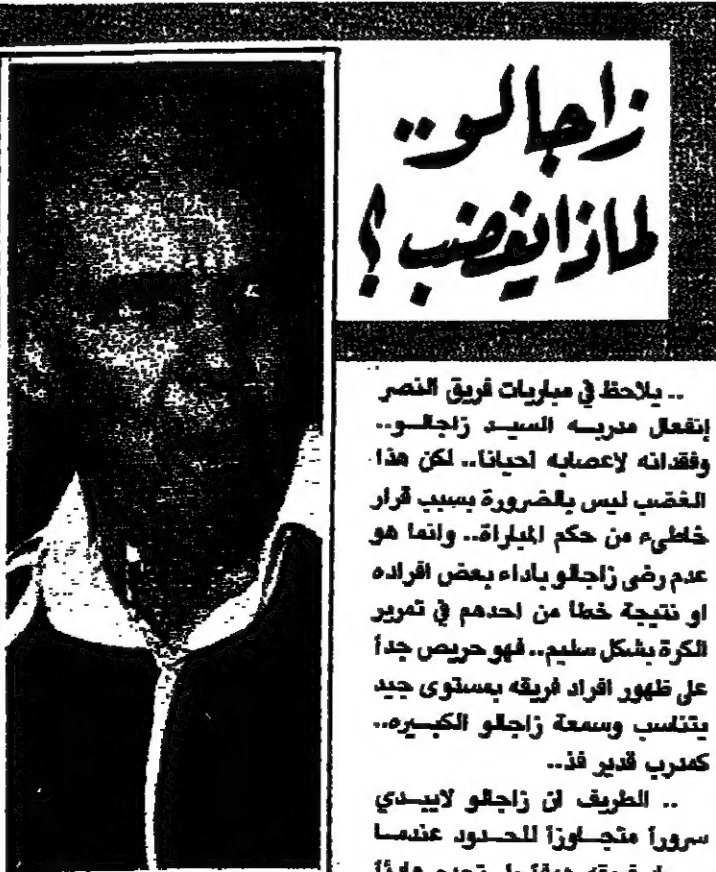 زاجالو..
لماذا يغضب؟
.. يلاحظ في مباريات فريق النصر
إنفعال مدربه السيد زاجالو..
وفقدانه لاعصابه احيانا.. لكن هذا
الغضب ليس بالضرورة بسبب قرار
خاطيء من حكم المباراة.. وانما هو
عدم رضى زاجالو باداء بعض افراده
او نتيجة خطا من احدهم في تمرير
الكرة بشكل سليم.. فهو حريص جداً
على ظهور افراد فريقه بمستوى جيد
يتناسب وسمعة زاجالو الكبيره..
كمدرب قدير فذ..
.. الطريف ان زاجالو لايبدي
سروراً متجاوزاً للحدود عندما